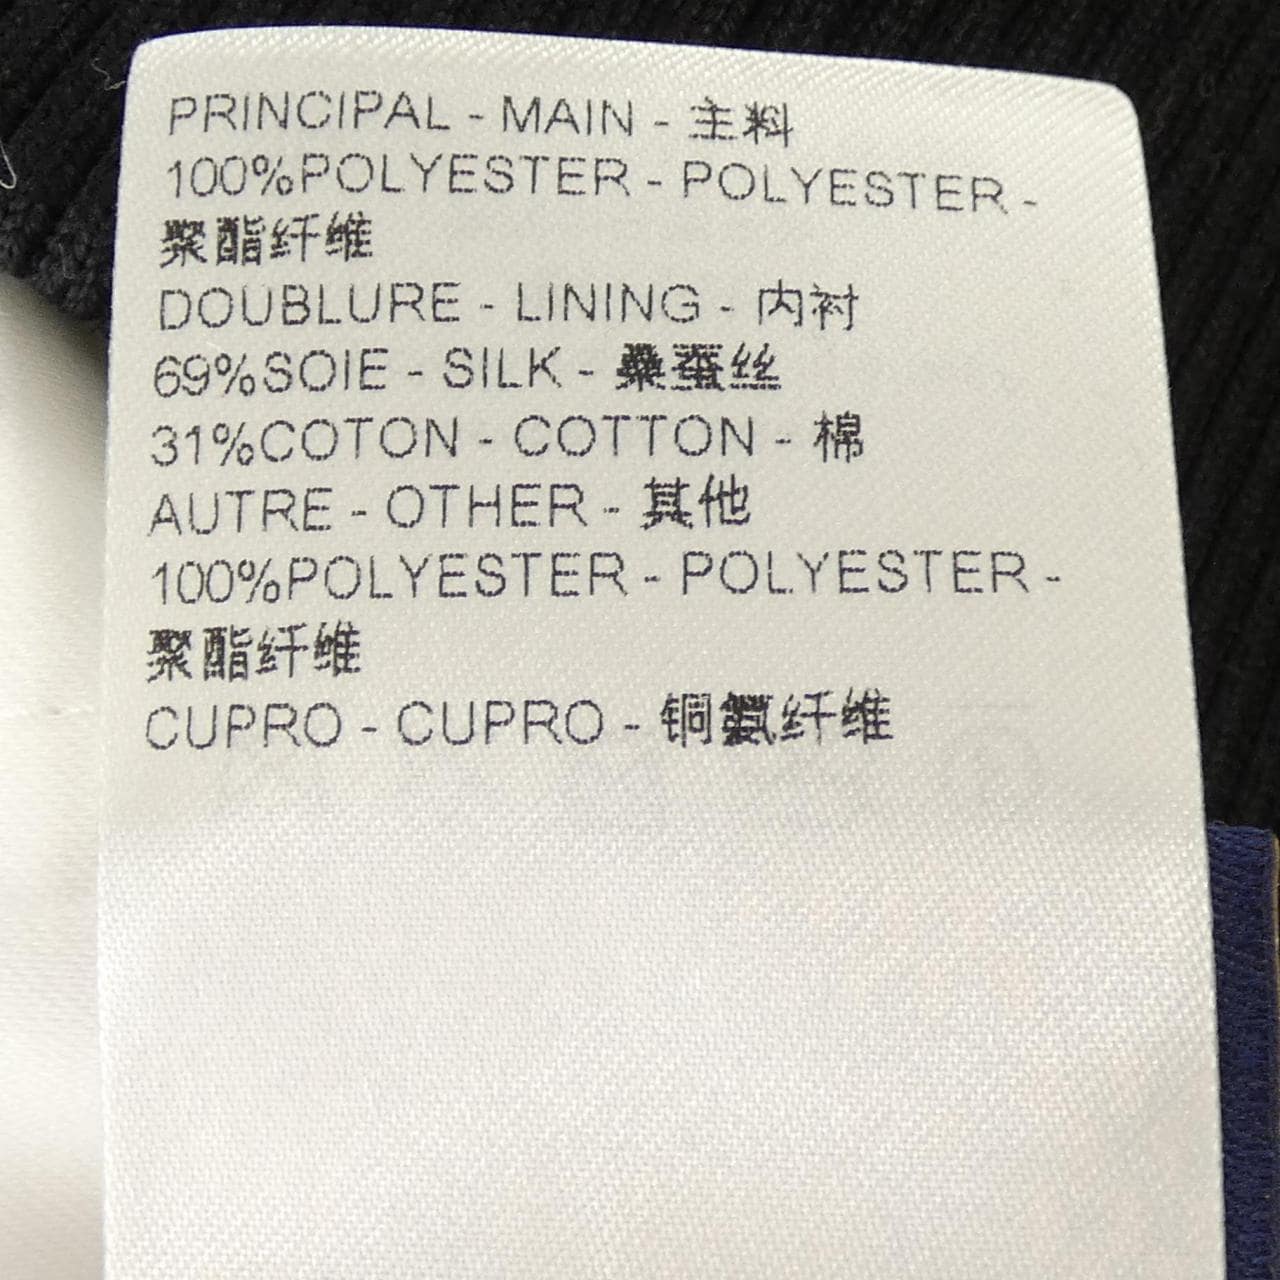 PRINCIPAL - MAIN - 主料
100%POLYESTER - POLYESTER -
聚酯纤维
DOUBLURE - LINING - 内衬
69%SOIE - SILK - 桑蚕丝
31%COTON - COTTON - 棉
AUTRE - OTHER - 其他
100%POLYESTER - POLYESTER -
聚酯纤维
CUPRO - CUPRO - 铜氨纤维